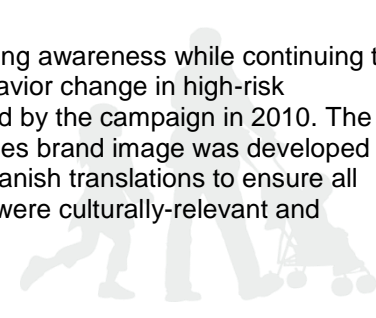 ng awareness while continuing t
avior change in high-risk
d by the campaign in 2010. The
es brand image was developed
anish translations to ensure all
were culturally-relevant and